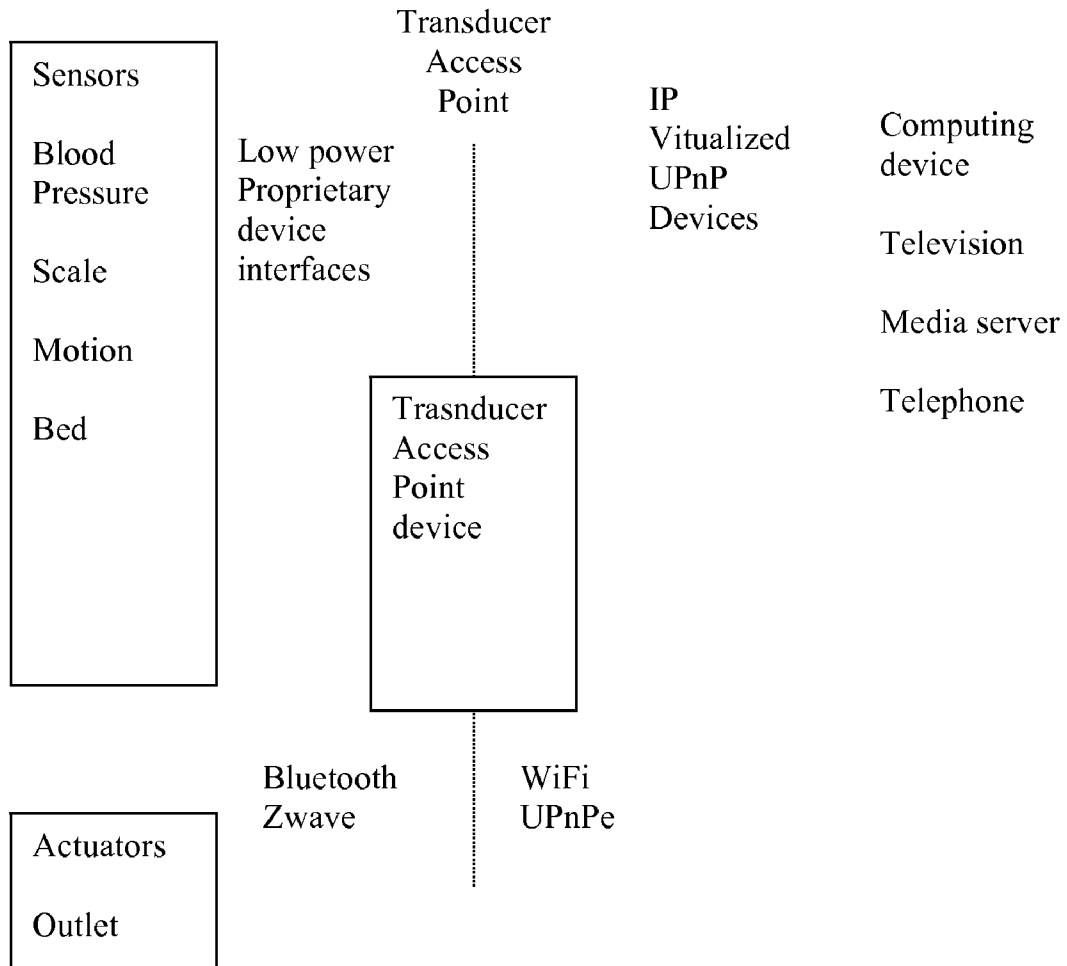 Transducer
Access
Point
Sensors
Blood
Pressure
Scale
Motion
Bed
Low power
Proprietary
device
interfaces
IP
Vitualized
UPnP
Devices
Computing
device
Television
Media server
Telephone
Trasnducer
Access
Point
device
Bluetooth
Zwave
WiFi
UPnPe
Actuators
Outlet